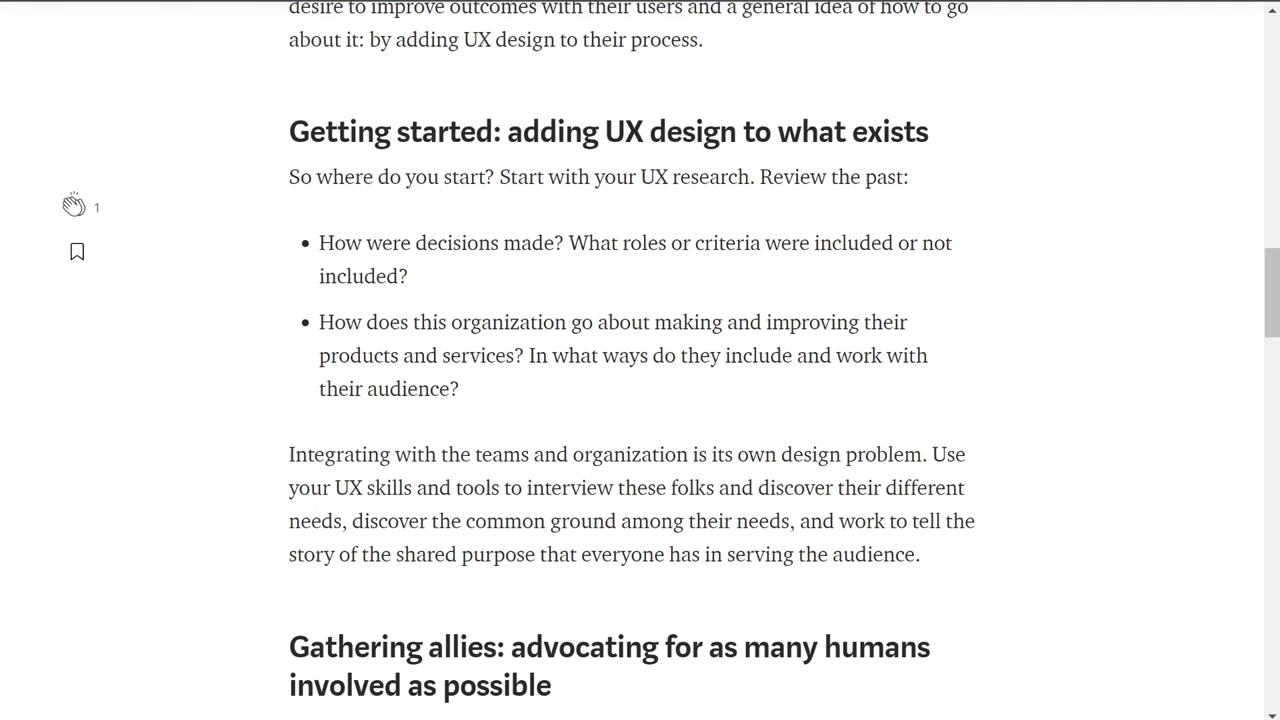 desire to improve outcomes with their users and a general idea of how to go
about it: by adding UX design to their process.
Getting started: adding UX design to what exists
So where do you start? Start with your UX research. Review the past:
1
• How were decisions made? What roles or criteria were included or not
included?
• How does this organization go about making and improving their
products and services? In what ways do they include and work with
their audience?
Integrating with the teams and organization is its own design problem. Use
your UX skills and tools to interview these folks and discover their different
needs, discover the common ground among their needs, and work to tell the
story of the shared purpose that everyone has in serving the audience.
Gathering allies: advocating for as many humans
involved as possible